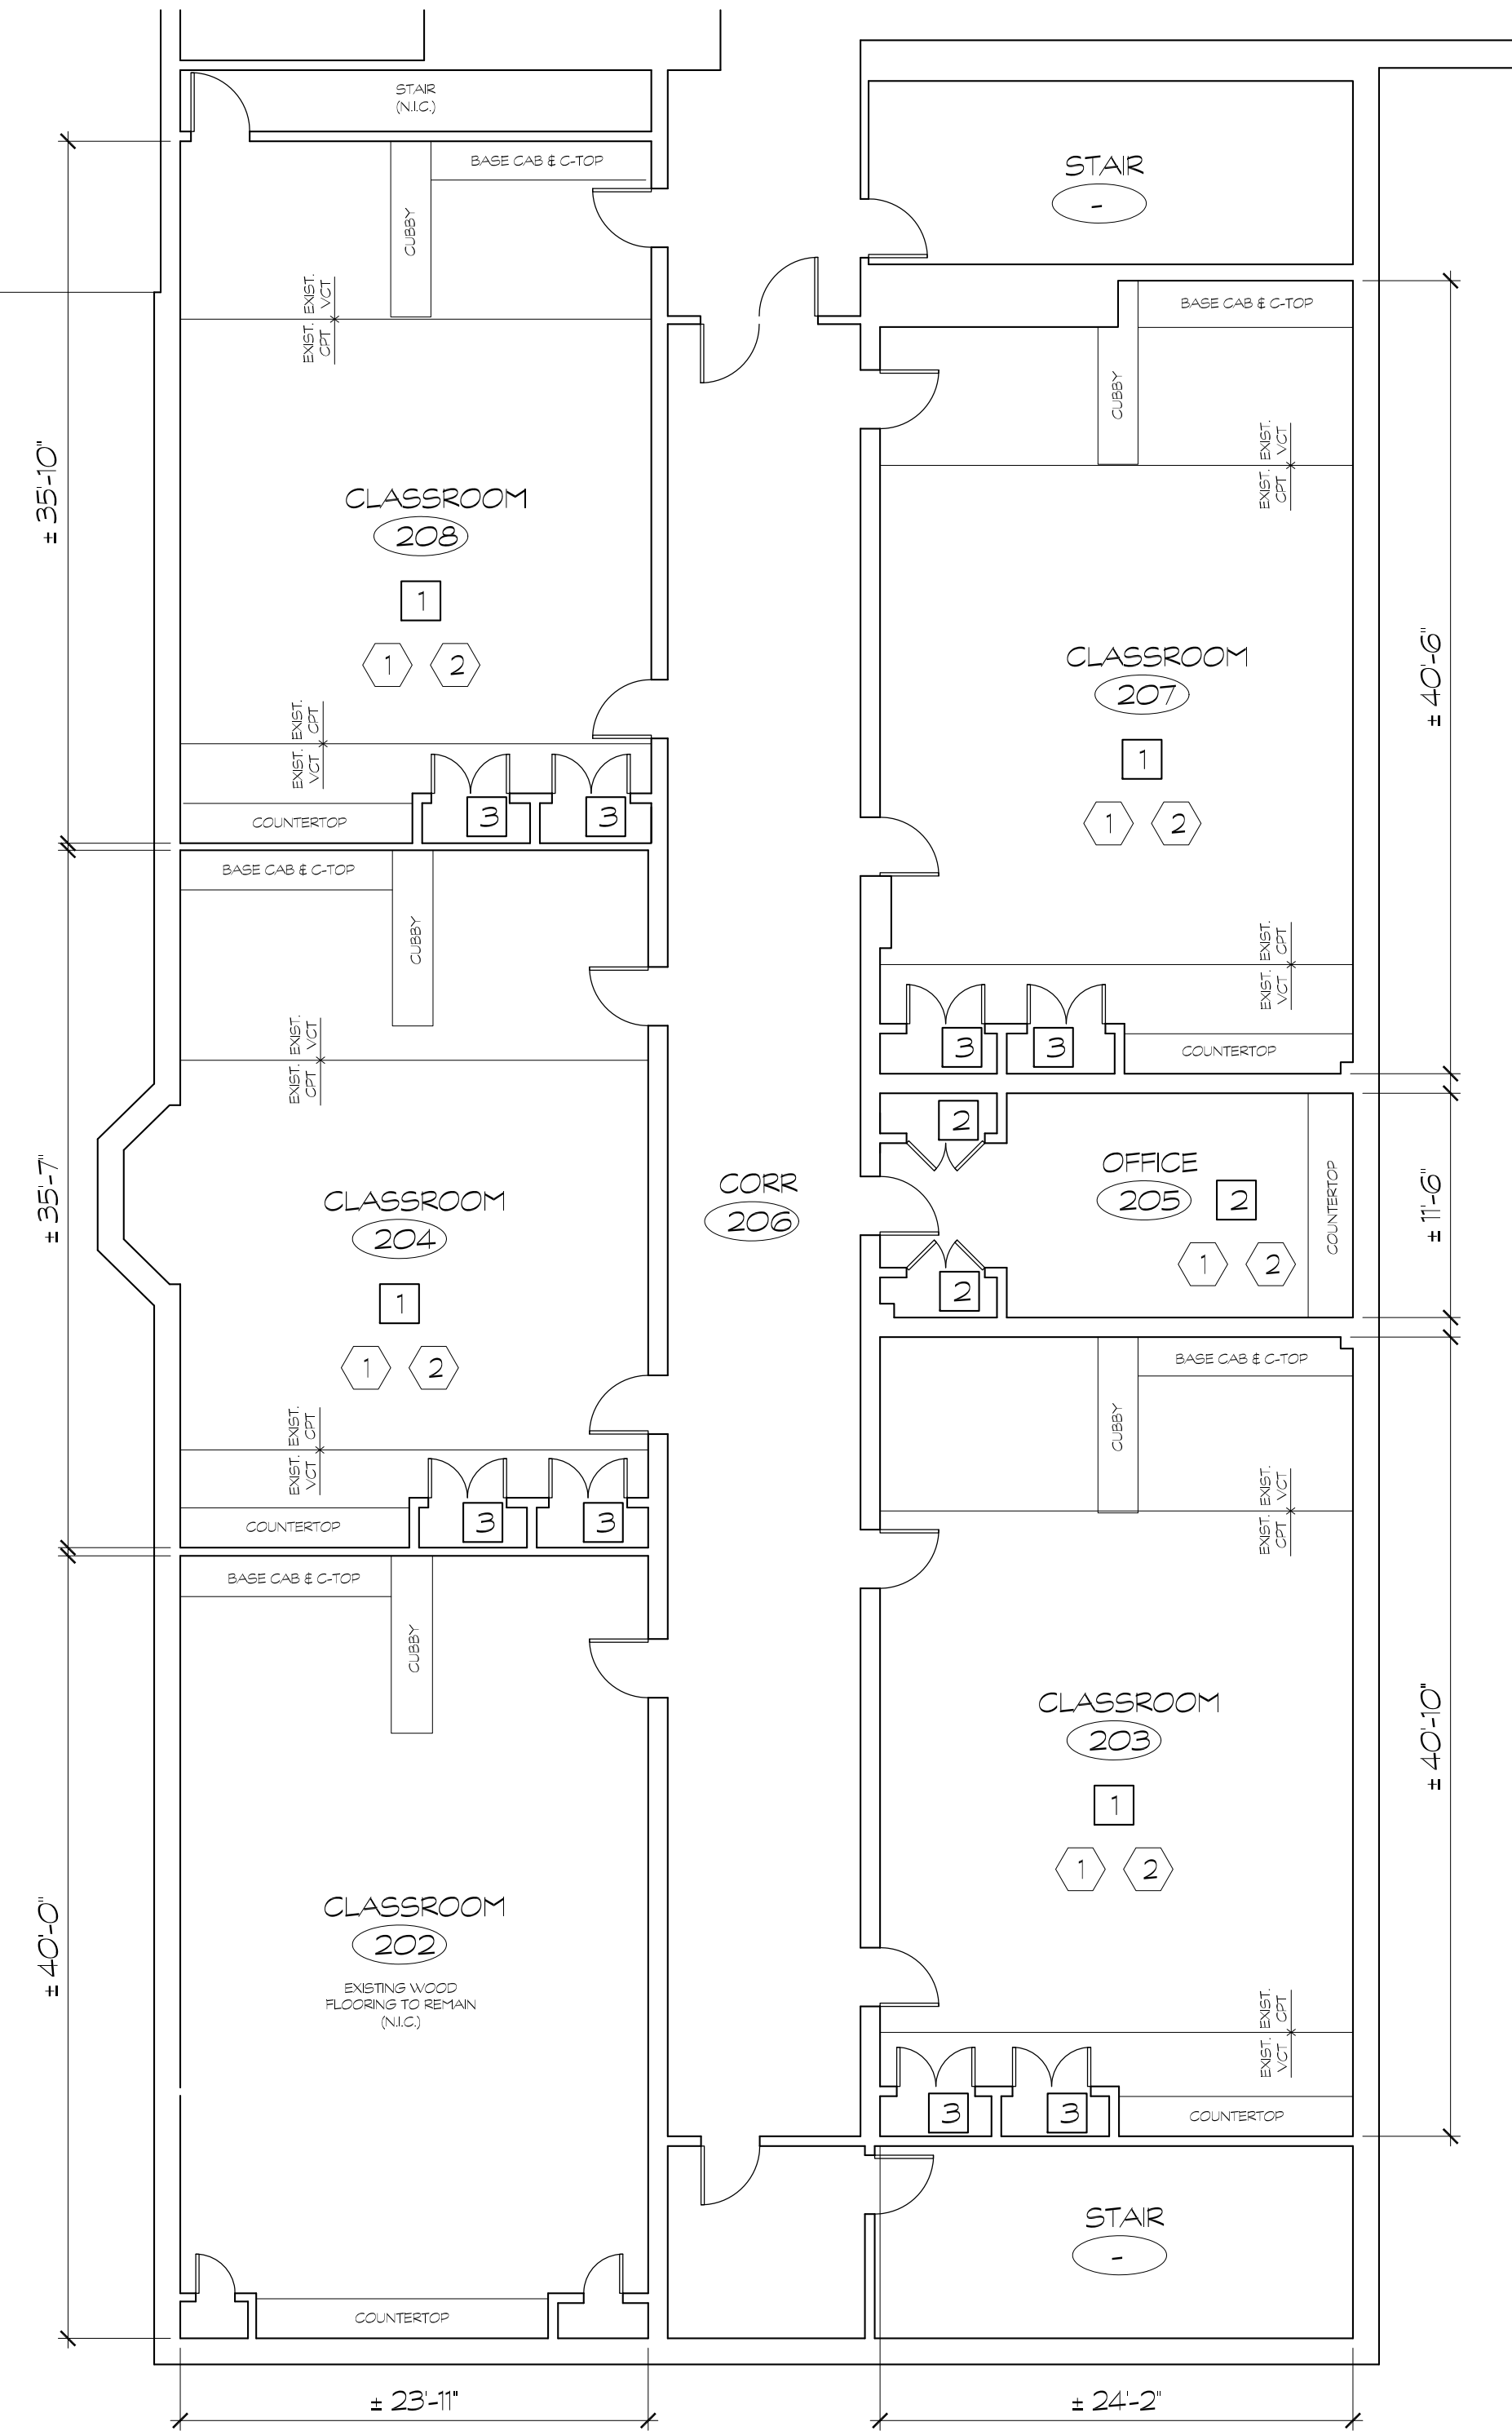 STAIR
(N.I.C.)
BASE CAB & C-TOP
CUBBY
EXIST. EXIST.
VCT
CPT
± 35'-10"
CLASSROOM
208
1
1 2
EXIST. EXIST.
CPT
VCT
3 3
COUNTERTOP
STAIR
-
BASE CAB & C-TOP
CUBBY
EXIST. EXIST.
VCT
CPT
CLASSROOM
207
1
1 2
± 40'-6"
EXIST. EXIST.
CPT
VCT
3 3
COUNTERTOP
BASE CAB & C-TOP
CUBBY
EXIST. EXIST.
VCT
CPT
± 35'-7"
CLASSROOM
204
1
1 2
EXIST. EXIST.
CPT
VCT
3 3
COUNTERTOP
CORR
206
2
OFFICE
205 2
1 2
2
COUNTERTOP
± 11'-6"
BASE CAB & C-TOP
CUBBY
± 40'-0"
CLASSROOM
202
EXISTING WOOD
FLOORING TO REMAIN
(N.I.C.)
COUNTERTOP
BASE CAB & C-TOP
CUBBY
EXIST. EXIST.
VCT
CPT
CLASSROOM
203
1
1 2
± 40'-10"
EXIST. EXIST.
CPT
VCT
3 3
COUNTERTOP
STAIR
-
± 23'-11"
± 24'-2"